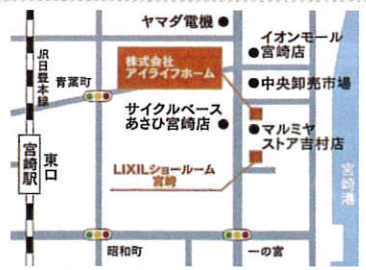 ヤマダ電機
イオンモール
宮崎店
株式会社
アイライフホーム
JR日豊本線
青葉町
中央卸売市場
サイクルベース
あさひ宮崎店
マルミヤ
ストア吉村店
宮崎駅
東口
LIXILショールーム
宮崎
宮崎港
昭和町
一の宮